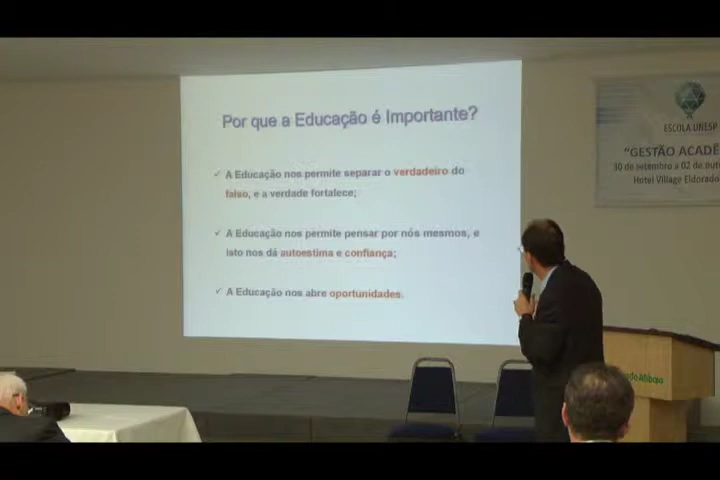 Por que a Educação é Importante?
✓ A Educação nos permite separar o verdadeiro do
falso, e a verdade fortalece;
✓ A Educação nos permite pensar por nós mesmos, e
isto nos dá autoestima e confiança;
✓ A Educação nos abre oportunidades.
ESCOLA UNESP
"GESTÃO ACADÊ
30 de setembro a 02 de out
Hotel Village Eldorado
Atibaia